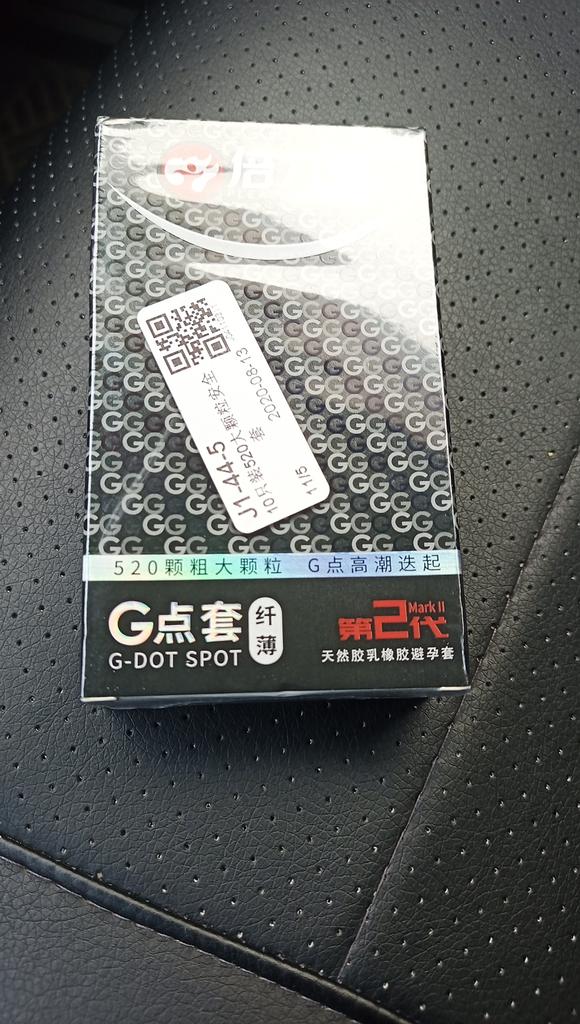 倍
J1-44-5
10只装520大颗粒安全
套 2020-08-13
11/5
520颗粗大颗粒 G点高潮迭起
G点套 纤薄
G-DOT SPOT
第2代 Mark II
天然胶乳橡胶避孕套